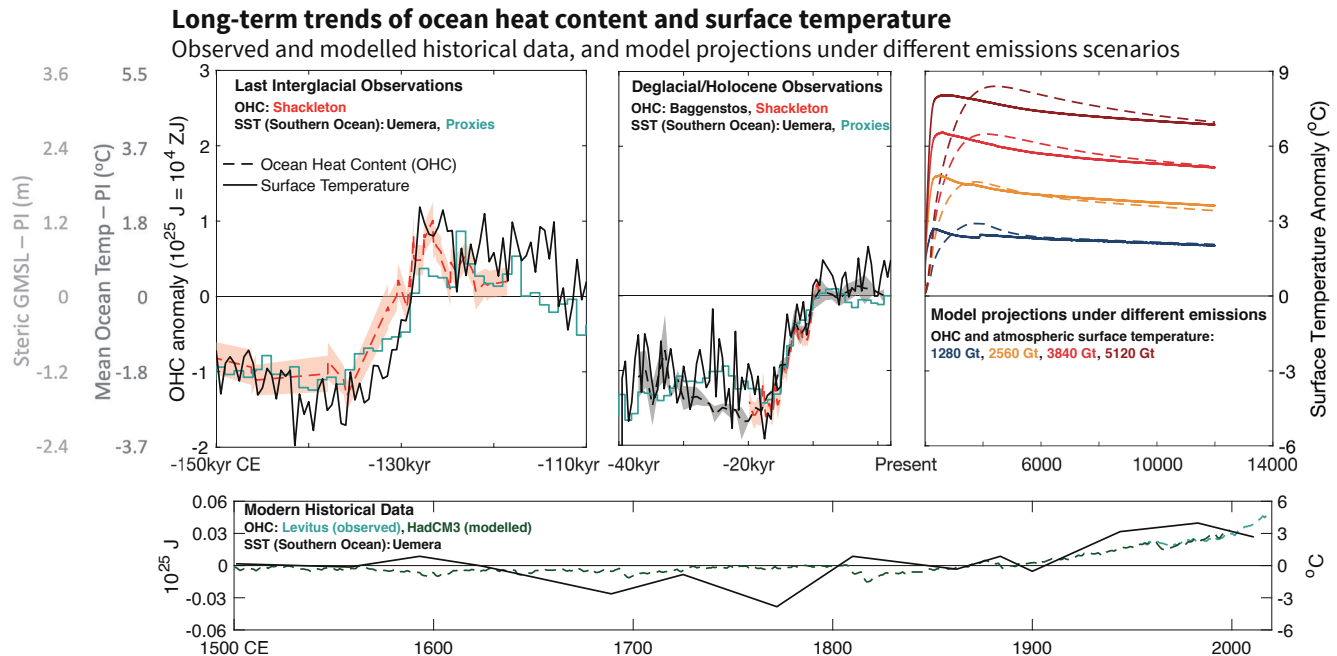 Long-term trends of ocean heat content and surface temperature
Observed and modelled historical data, and model projections under different emissions scenarios
Steric GMSL – PI (m)
3.6
2.4
1.2
0
-1.2
-2.4
Mean Ocean Temp – PI (ºC)
5.5
3.7
1.8
0
-1.8
-3.7
OHC anomaly (10²⁵ J = 10⁴ ZJ)
3
2
1
0
-1
-2
Last Interglacial Observations
OHC: Shackleton
SST (Southern Ocean): Uemera, Proxies
Ocean Heat Content (OHC)
Surface Temperature
-150kyr CE
-130kyr
-110kyr
Deglacial/Holocene Observations
OHC: Baggenstos, Shackleton
SST (Southern Ocean): Uemera, Proxies
-40kyr
-20kyr
Present
Model projections under different emissions
OHC and atmospheric surface temperature:
1280 Gt, 2560 Gt, 3840 Gt, 5120 Gt
6000
10000
14000
9
6
3
0
-3
-6
Surface Temperature Anomaly (ºC)
Modern Historical Data
OHC: Levitus (observed), HadCM3 (modelled)
SST (Southern Ocean): Uemera
10²⁵ J
0.06
0.03
0
-0.03
-0.06
6
3
0
-3
-6
ºC
1500 CE
1600
1700
1800
1900
2000